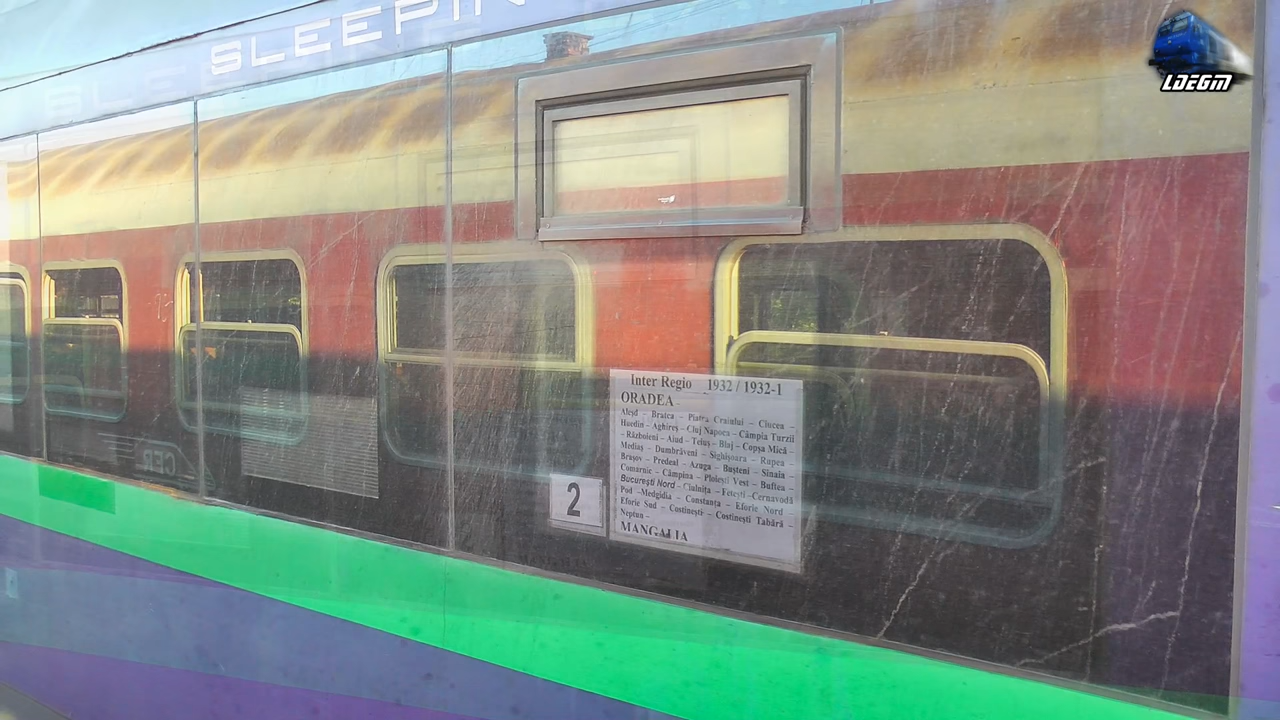 SLEEPIN
LDEGM
Inter Regio 1932 / 1932-1
ORADEA
Aleșd – Bratca – Piatra Craiului – Ciucea –
Huedin – Aghireș – Cluj Napoca – Câmpia Turzii
– Războieni – Aiud – Teiuș – Blaj – Copșa Mică –
Mediaș – Dumbrăveni – Sighișoara – Rupea –
Brașov – Predeal – Azuga – Bușteni – Sinaia –
Comarnic – Câmpina – Ploiești Vest – Buftea –
București Nord – Ciulnița – Fetești – Cernavodă
Pod – Medgidia – Constanța – Eforie Nord –
Eforie Sud – Costinești – Costinești Tabără –
Neptun –
MANGALIA
2
CFR